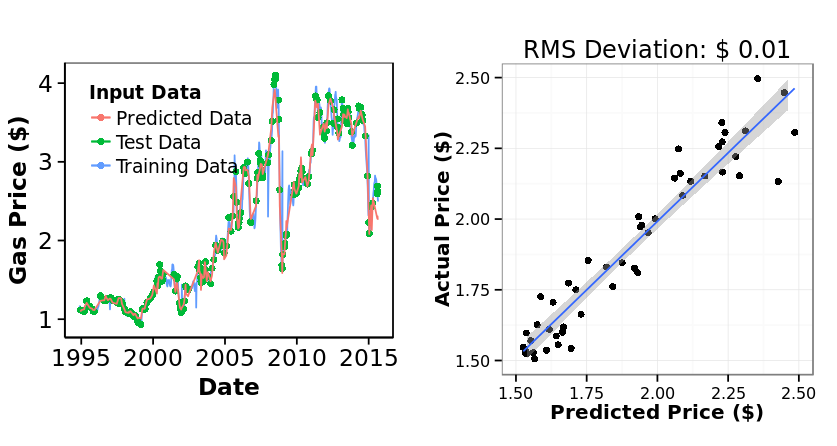 RMS Deviation: $ 0.01
Gas Price ($)
4
3
2
1
Input Data
Predicted Data
Test Data
Training Data
1995 2000 2005 2010 2015
Date
Actual Price ($)
2.50
2.25
2.00
1.75
1.50
1.50 1.75 2.00 2.25 2.50
Predicted Price ($)